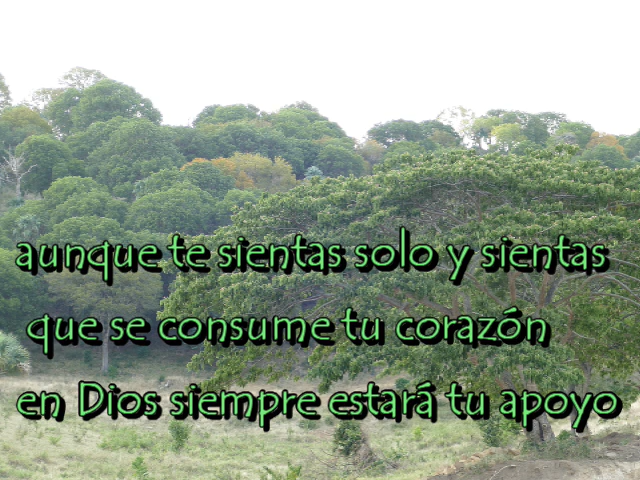 aunque te sientas solo y sientas
que se consume tu corazón
en Dios siempre estará tu apoyo